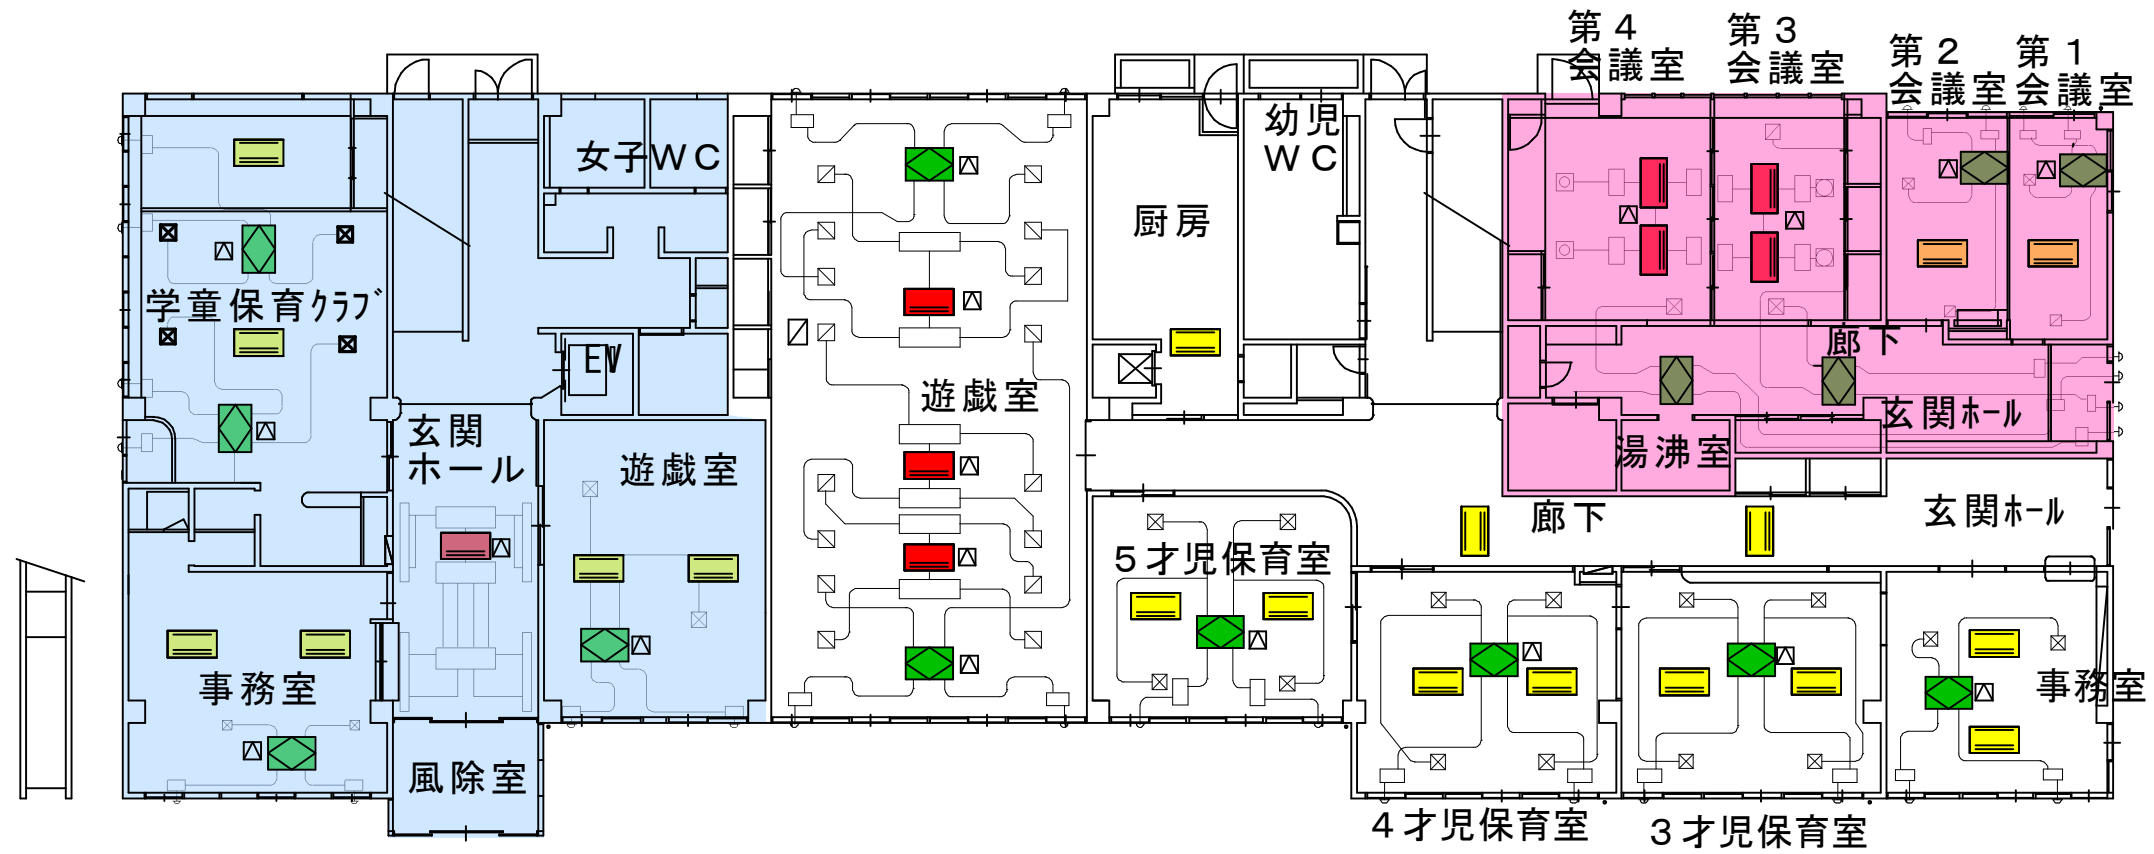 第４
会議室
第３
会議室
第２
会議室
第１
会議室
女子ＷＣ
幼児
ＷＣ
厨房
学童保育ｸﾗﾌﾞ
EV
廊下
遊戯室
玄関ﾎｰﾙ
玄関
ホール
遊戯室
湯沸室
廊下
玄関ﾎｰﾙ
５才児保育室
事務室
事務室
風除室
４才児保育室
３才児保育室